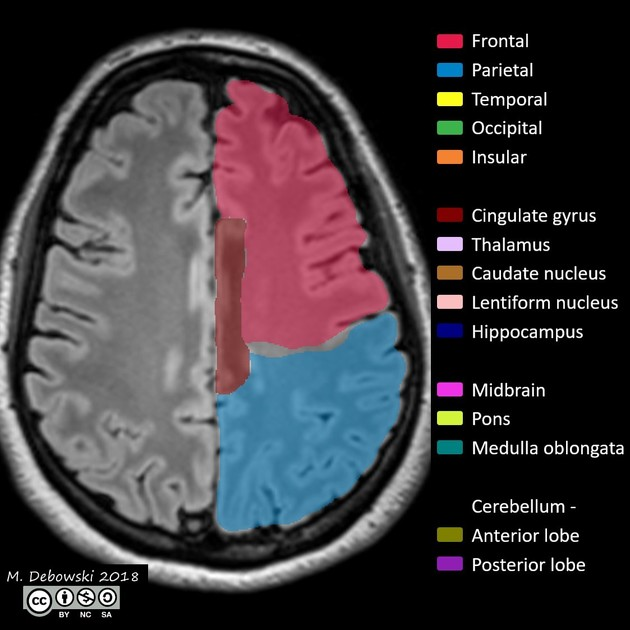 Frontal
Parietal
Temporal
Occipital
Insular
Cingulate gyrus
Thalamus
Caudate nucleus
Lentiform nucleus
Hippocampus
Midbrain
Pons
Medulla oblongata
Cerebellum -
Anterior lobe
Posterior lobe
M. Debowski 2018
cc
BY NC SA